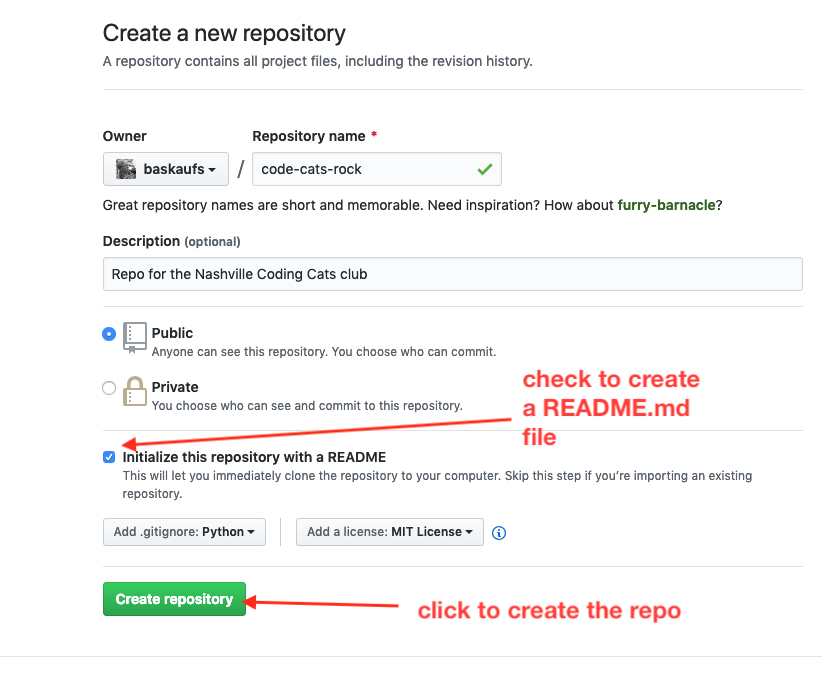 Create a new repository
A repository contains all project files, including the revision history.
Owner
Repository name *
baskaufs
/
code-cats-rock
Great repository names are short and memorable. Need inspiration? How about furry-barnacle?
Description (optional)
Repo for the Nashville Coding Cats club
Public
Anyone can see this repository. You choose who can commit.
Private
You choose who can see and commit to this repository.
check to create
a README.md
file
Initialize this repository with a README
This will let you immediately clone the repository to your computer. Skip this step if you’re importing an existing
repository.
Add .gitignore: Python
Add a license: MIT License
Create repository
click to create the repo